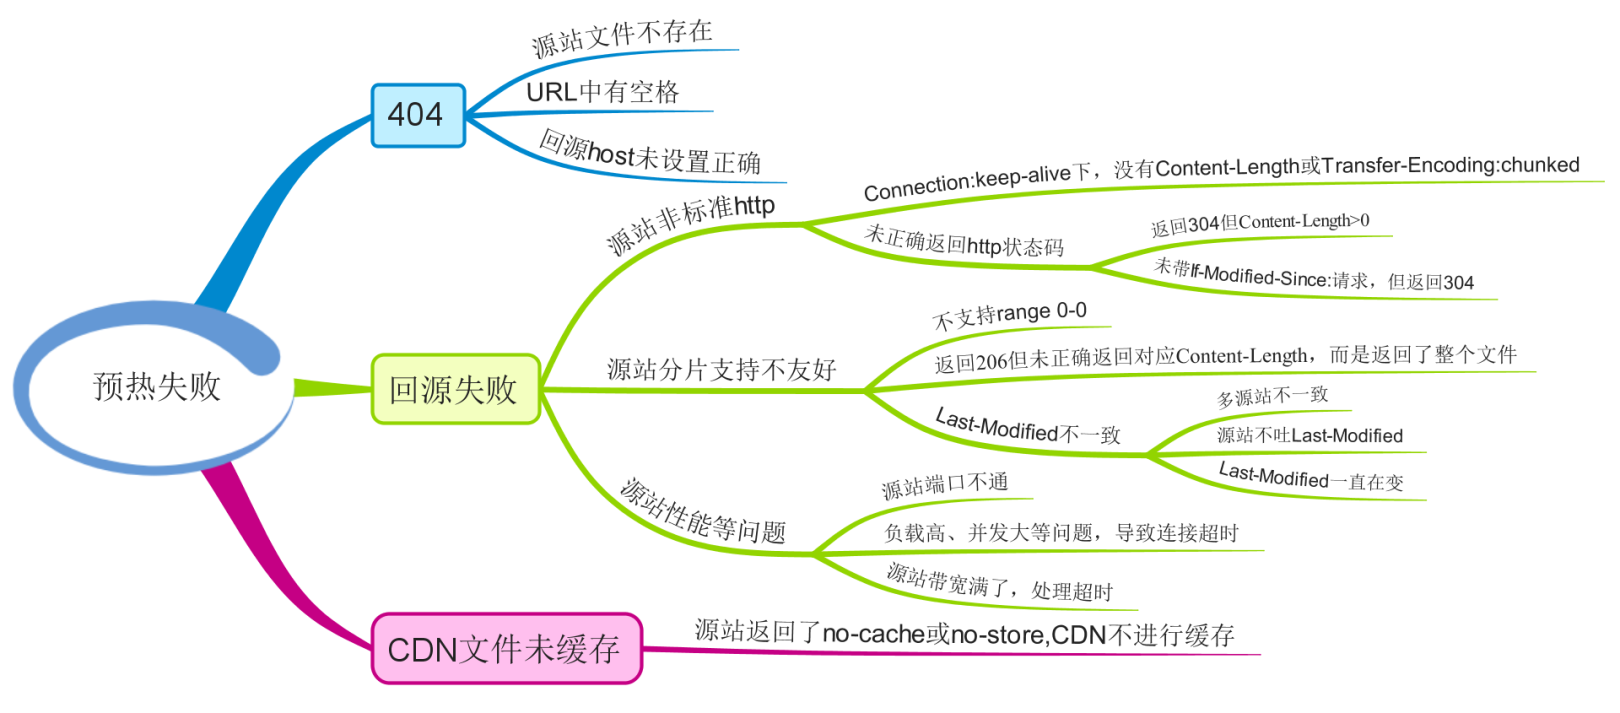 预热失败
404
源站文件不存在
URL中有空格
回源host未设置正确
回源失败
源站非标准http
Connection:keep-alive下，没有Content-Length或Transfer-Encoding:chunked
未正确返回http状态码
返回304但Content-Length>0
未带If-Modified-Since:请求，但返回304
源站分片支持不友好
不支持range 0-0
返回206但未正确返回对应Content-Length，而是返回了整个文件
Last-Modified不一致
多源站不一致
源站不吐Last-Modified
Last-Modified一直在变
源站性能等问题
源站端口不通
负载高、并发大等问题，导致连接超时
源站带宽满了，处理超时
CDN文件未缓存
源站返回了no-cache或no-store,CDN不进行缓存